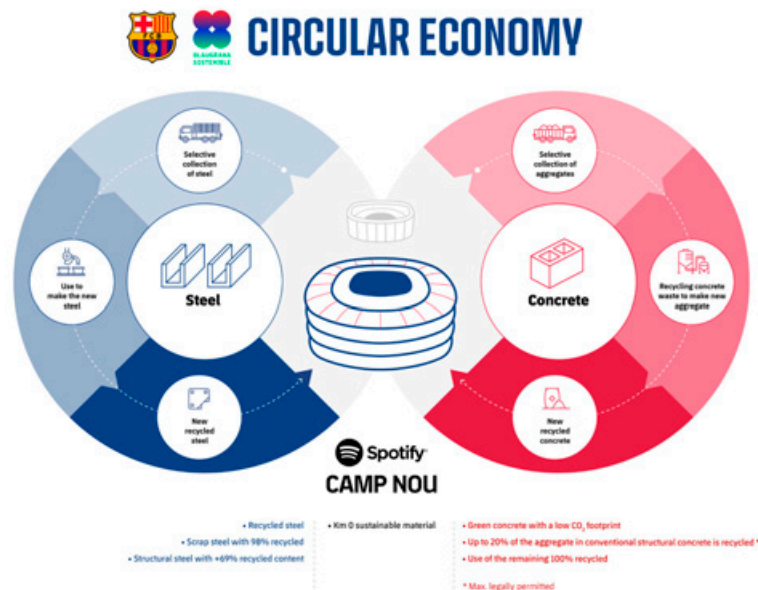 FCB
BLAUGRANA
SOSTENIBLE
CIRCULAR ECONOMY
Selective
collection
of steel
Use to
make the new
steel
Steel
New
recycled
steel
Selective
collection of
aggregates
Concrete
Recycling concrete
waste to make new
aggregate
New
recycled
concrete
Spotify
CAMP NOU
• Recycled steel
• Scrap steel with 98% recycled
• Structural steel with +69% recycled content
• Km 0 sustainable material
• Green concrete with a low CO₂ footprint
• Up to 20% of the aggregate in conventional structural concrete is recycled *
• Use of the remaining 100% recycled
* Max. legally permitted